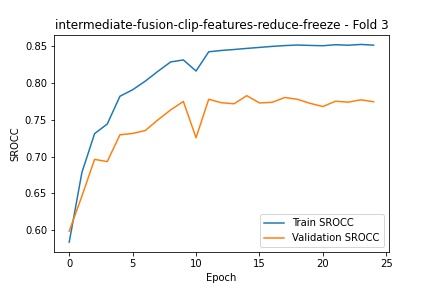 intermediate-fusion-clip-features-reduce-freeze - Fold 3
SROCC
0.85
0.80
0.75
0.70
0.65
0.60
Train SROCC
Validation SROCC
0 5 10 15 20 25
Epoch